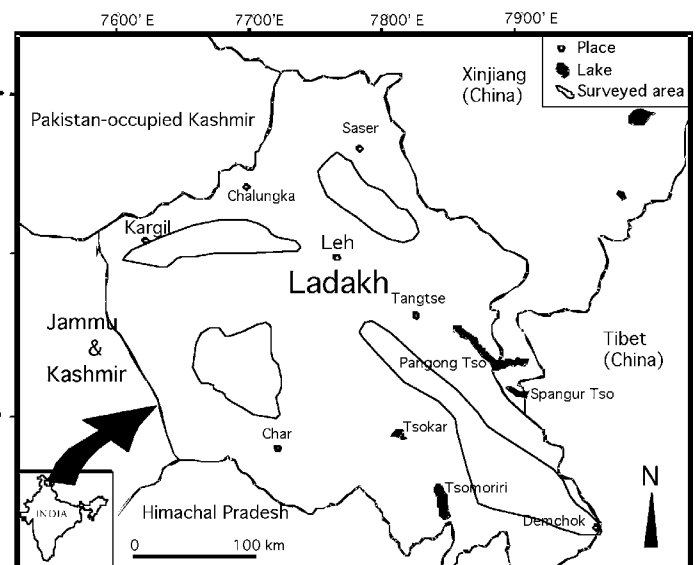 7600' E
7700' E
7800' E
7900' E
Place
Lake
Surveyed area
Xinjiang
(China)
Pakistan-occupied Kashmir
Saser
Chalungka
Kargil
Leh
Ladakh
Tangtse
Jammu
&
Kashmir
Pangong Tso
Tibet
(China)
Spangur Tso
Char
Tsokar
Tsomoriri
N
INDIA
Himachal Pradesh
Demchok
0
100 km